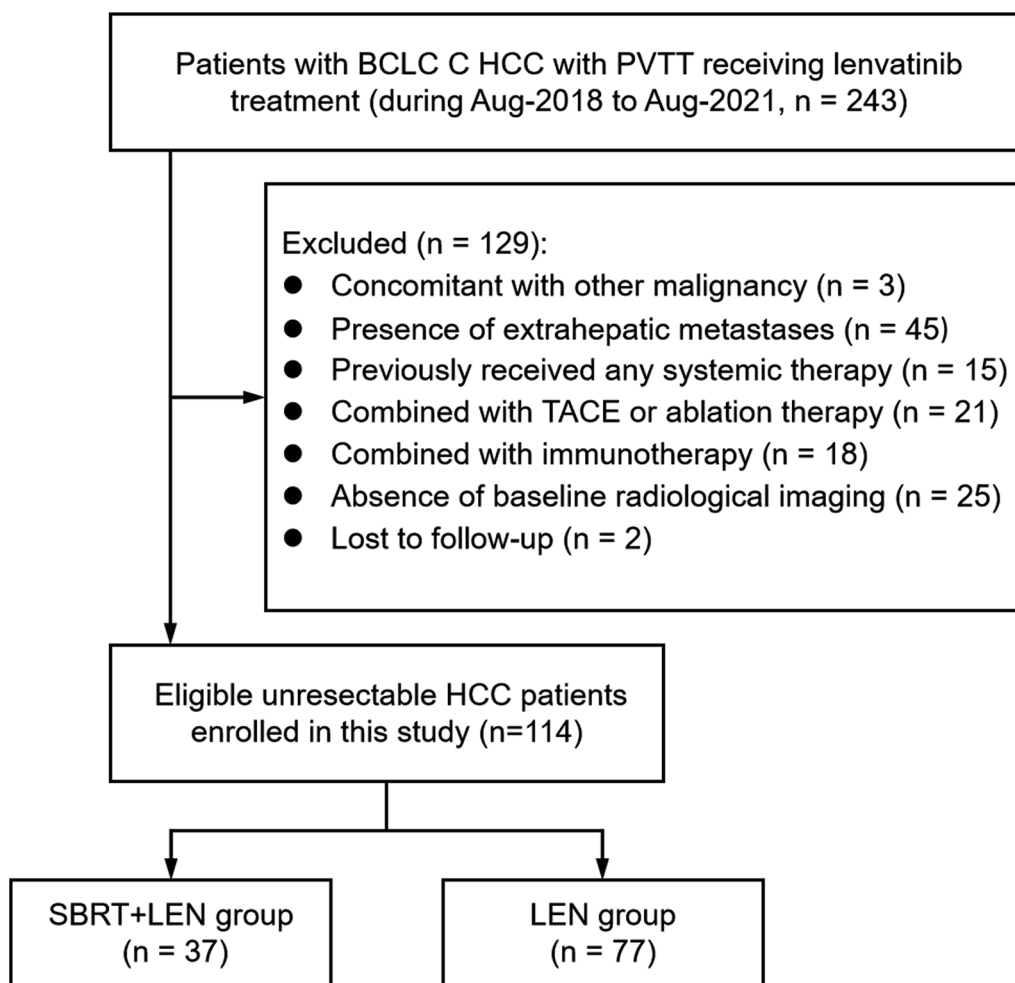 Patients with BCLC C HCC with PVTT receiving lenvatinib
treatment (during Aug-2018 to Aug-2021, n = 243)
Excluded (n = 129):
● Concomitant with other malignancy (n = 3)
● Presence of extrahepatic metastases (n = 45)
● Previously received any systemic therapy (n = 15)
● Combined with TACE or ablation therapy (n = 21)
● Combined with immunotherapy (n = 18)
● Absence of baseline radiological imaging (n = 25)
● Lost to follow-up (n = 2)
Eligible unresectable HCC patients
enrolled in this study (n=114)
SBRT+LEN group
(n = 37)
LEN group
(n = 77)